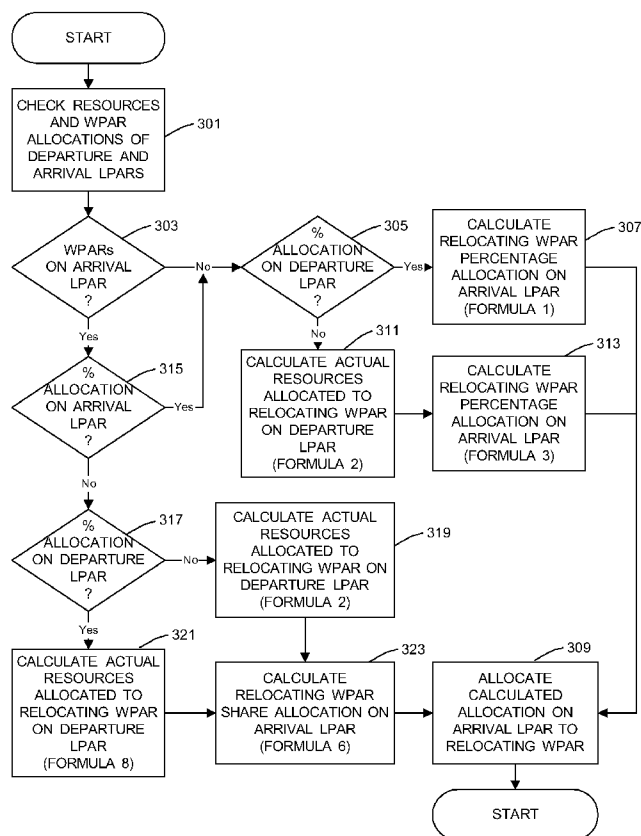 START
CHECK RESOURCES
AND WPAR
ALLOCATIONS OF
DEPARTURE AND
ARRIVAL LPARS
301
303
WPARs
ON ARRIVAL
LPAR
?
No
Yes
305
%
ALLOCATION
ON DEPARTURE
LPAR
?
Yes
No
307
CALCULATE
RELOCATING WPAR
PERCENTAGE
ALLOCATION ON
ARRIVAL LPAR
(FORMULA 1)
311
CALCULATE ACTUAL
RESOURCES
ALLOCATED TO
RELOCATING WPAR
ON DEPARTURE
LPAR
(FORMULA 2)
313
CALCULATE
RELOCATING WPAR
PERCENTAGE
ALLOCATION ON
ARRIVAL LPAR
(FORMULA 3)
315
%
ALLOCATION
ON ARRIVAL
LPAR
?
Yes
No
317
%
ALLOCATION
ON DEPARTURE
LPAR
?
No
Yes
319
CALCULATE ACTUAL
RESOURCES
ALLOCATED TO
RELOCATING WPAR ON
DEPARTURE LPAR
(FORMULA 2)
321
CALCULATE ACTUAL
RESOURCES
ALLOCATED TO
RELOCATING WPAR
ON DEPARTURE
LPAR
(FORMULA 8)
323
CALCULATE
RELOCATING WPAR
SHARE ALLOCATION ON
ARRIVAL LPAR
(FORMULA 6)
309
ALLOCATE
CALCULATED
ALLOCATION ON
ARRIVAL LPAR TO
RELOCATING WPAR
START